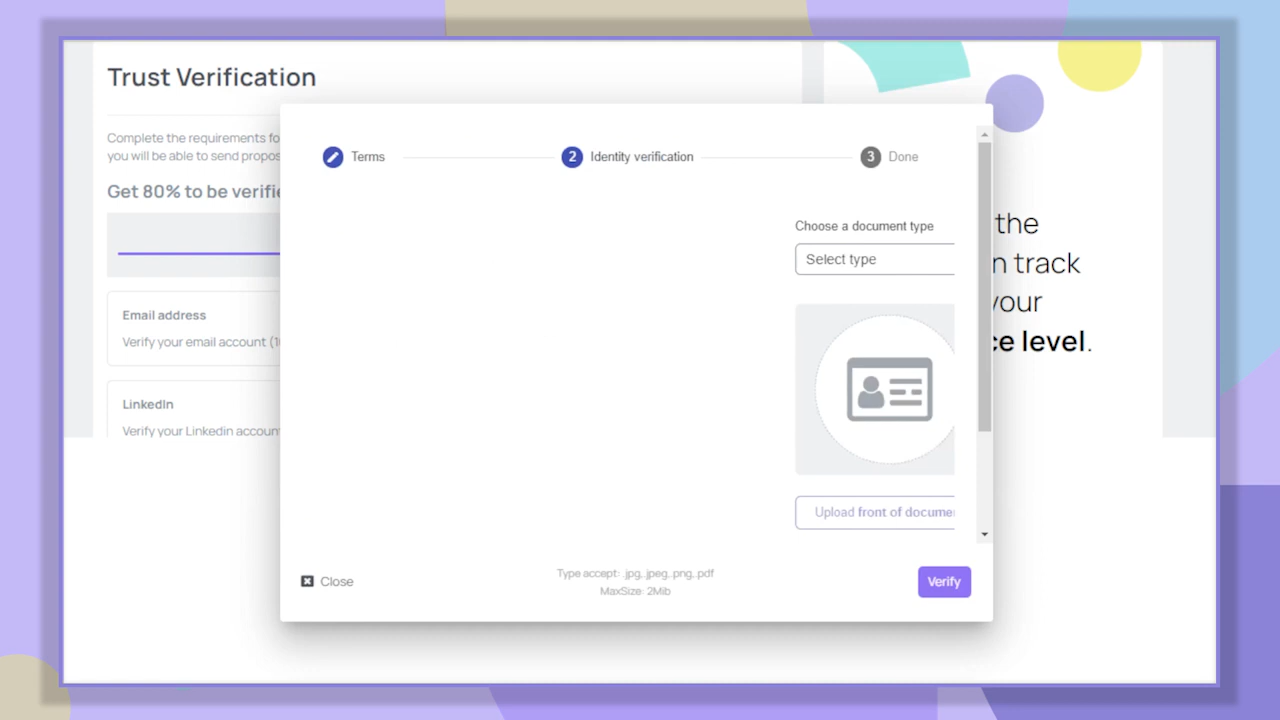 Trust Verification
Complete the requirements fo
you will be able to send propos
Get 80% to be verifie
Email address
Verify your email account (1
LinkedIn
Verify your Linkedin account
Terms
2 Identity verification
3 Done
Choose a document type
Select type
Upload front of documen
Close
Type accept: .jpg,.jpeg,.png,.pdf
MaxSize: 2Mib
Verify
the
n track
your
ce level.